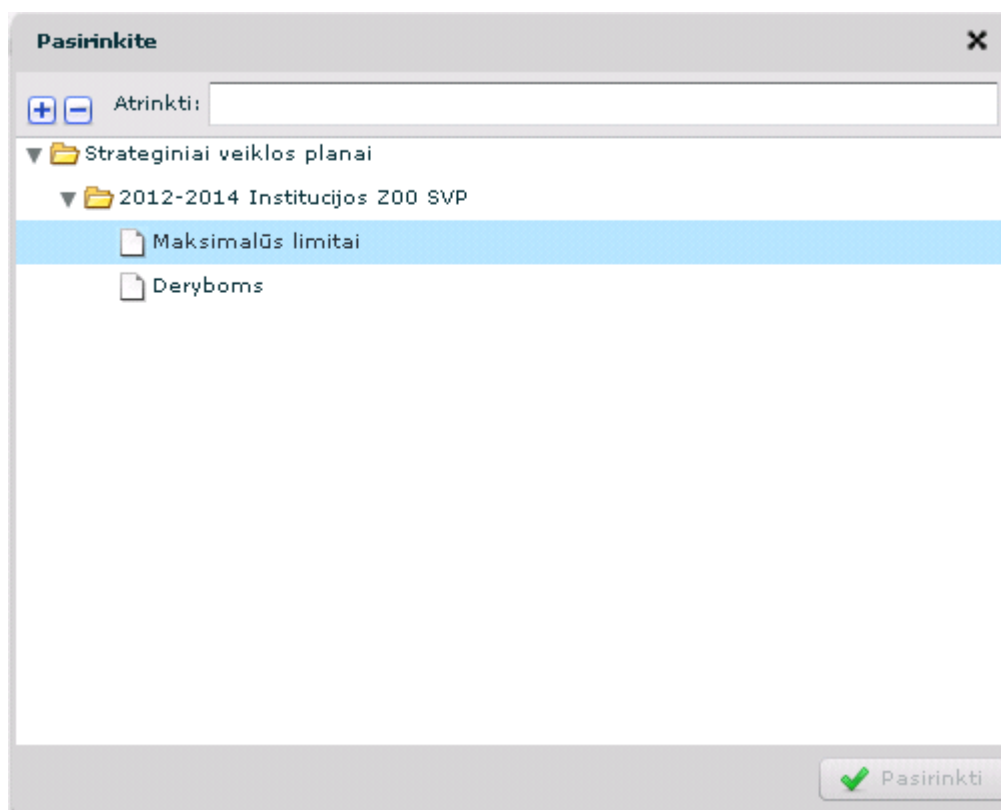 Pasirinkite
Atrinkti:
Strateginiai veiklos planai
2012-2014 Institucijos Z00 SVP
Maksimalūs limitai
Deryboms
Pasirinkti